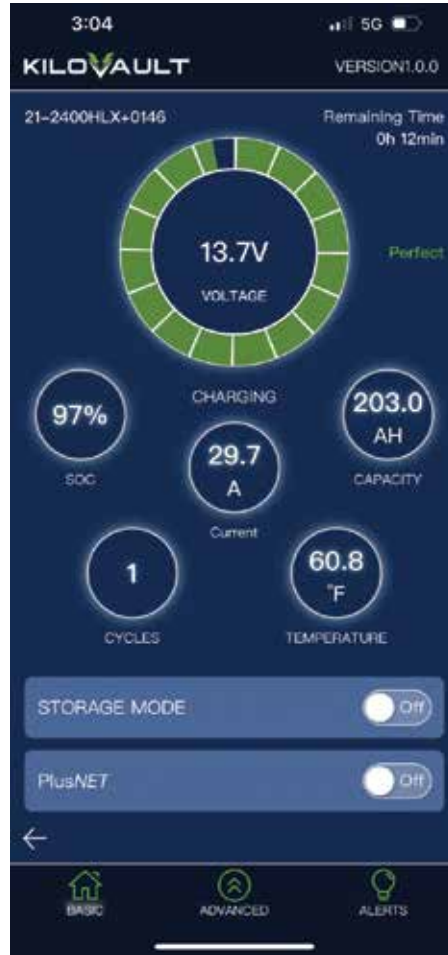 3:04 5G
KILOVAULT VERSION1.0.0
21-2400HLX+0146 Remaining Time
0h 12min
13.7V
VOLTAGE
Perfect
CHARGING
97%
SOC
203.0
AH
CAPACITY
29.7
A
Current
1
CYCLES
60.8
°F
TEMPERATURE
STORAGE MODE Off
PlusNET Off
BASIC ADVANCED ALERTS